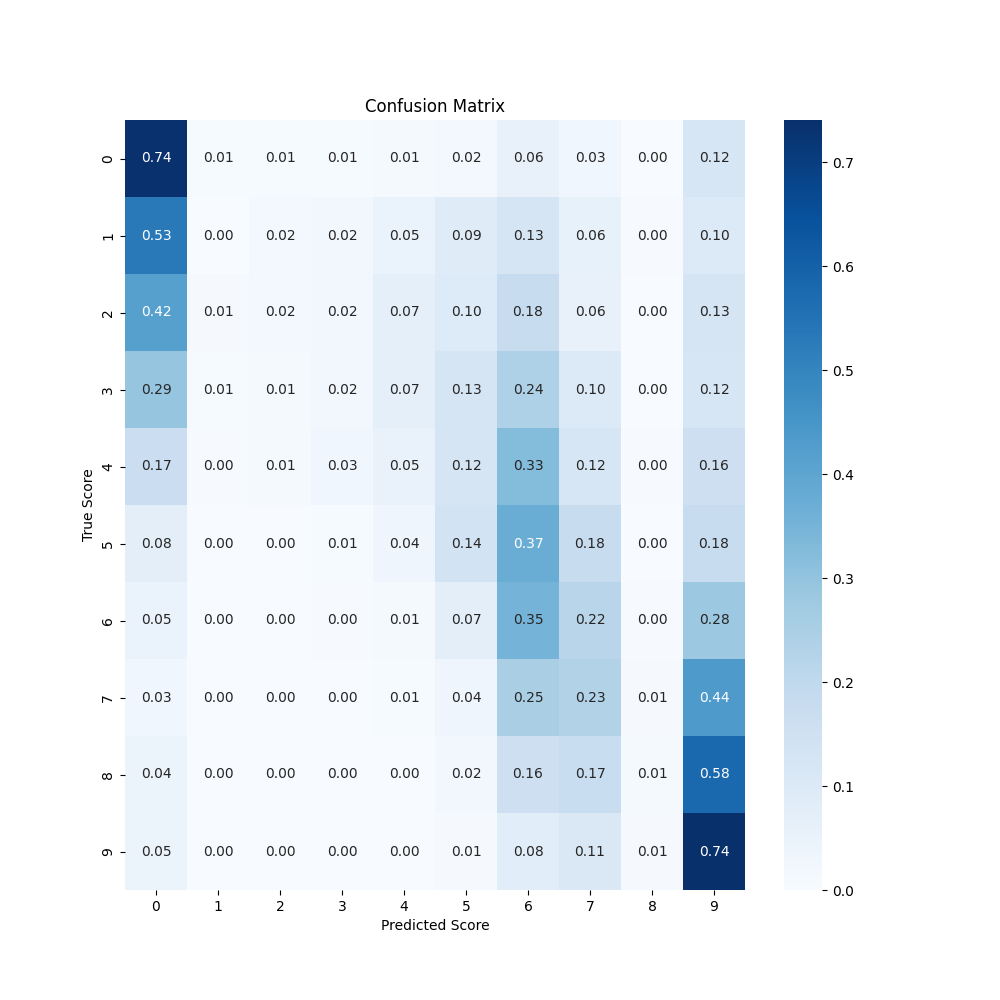 Confusion Matrix
0 0.74 0.01 0.01 0.01 0.01 0.02 0.06 0.03 0.00 0.12
1 0.53 0.00 0.02 0.02 0.05 0.09 0.13 0.06 0.00 0.10
2 0.42 0.01 0.02 0.02 0.07 0.10 0.18 0.06 0.00 0.13
3 0.29 0.01 0.01 0.02 0.07 0.13 0.24 0.10 0.00 0.12
4 0.17 0.00 0.01 0.03 0.05 0.12 0.33 0.12 0.00 0.16
5 0.08 0.00 0.00 0.01 0.04 0.14 0.37 0.18 0.00 0.18
6 0.05 0.00 0.00 0.00 0.01 0.07 0.35 0.22 0.00 0.28
7 0.03 0.00 0.00 0.00 0.01 0.04 0.25 0.23 0.01 0.44
8 0.04 0.00 0.00 0.00 0.00 0.02 0.16 0.17 0.01 0.58
9 0.05 0.00 0.00 0.00 0.00 0.01 0.08 0.11 0.01 0.74
0 1 2 3 4 5 6 7 8 9
Predicted Score
True Score
0.7
0.6
0.5
0.4
0.3
0.2
0.1
0.0